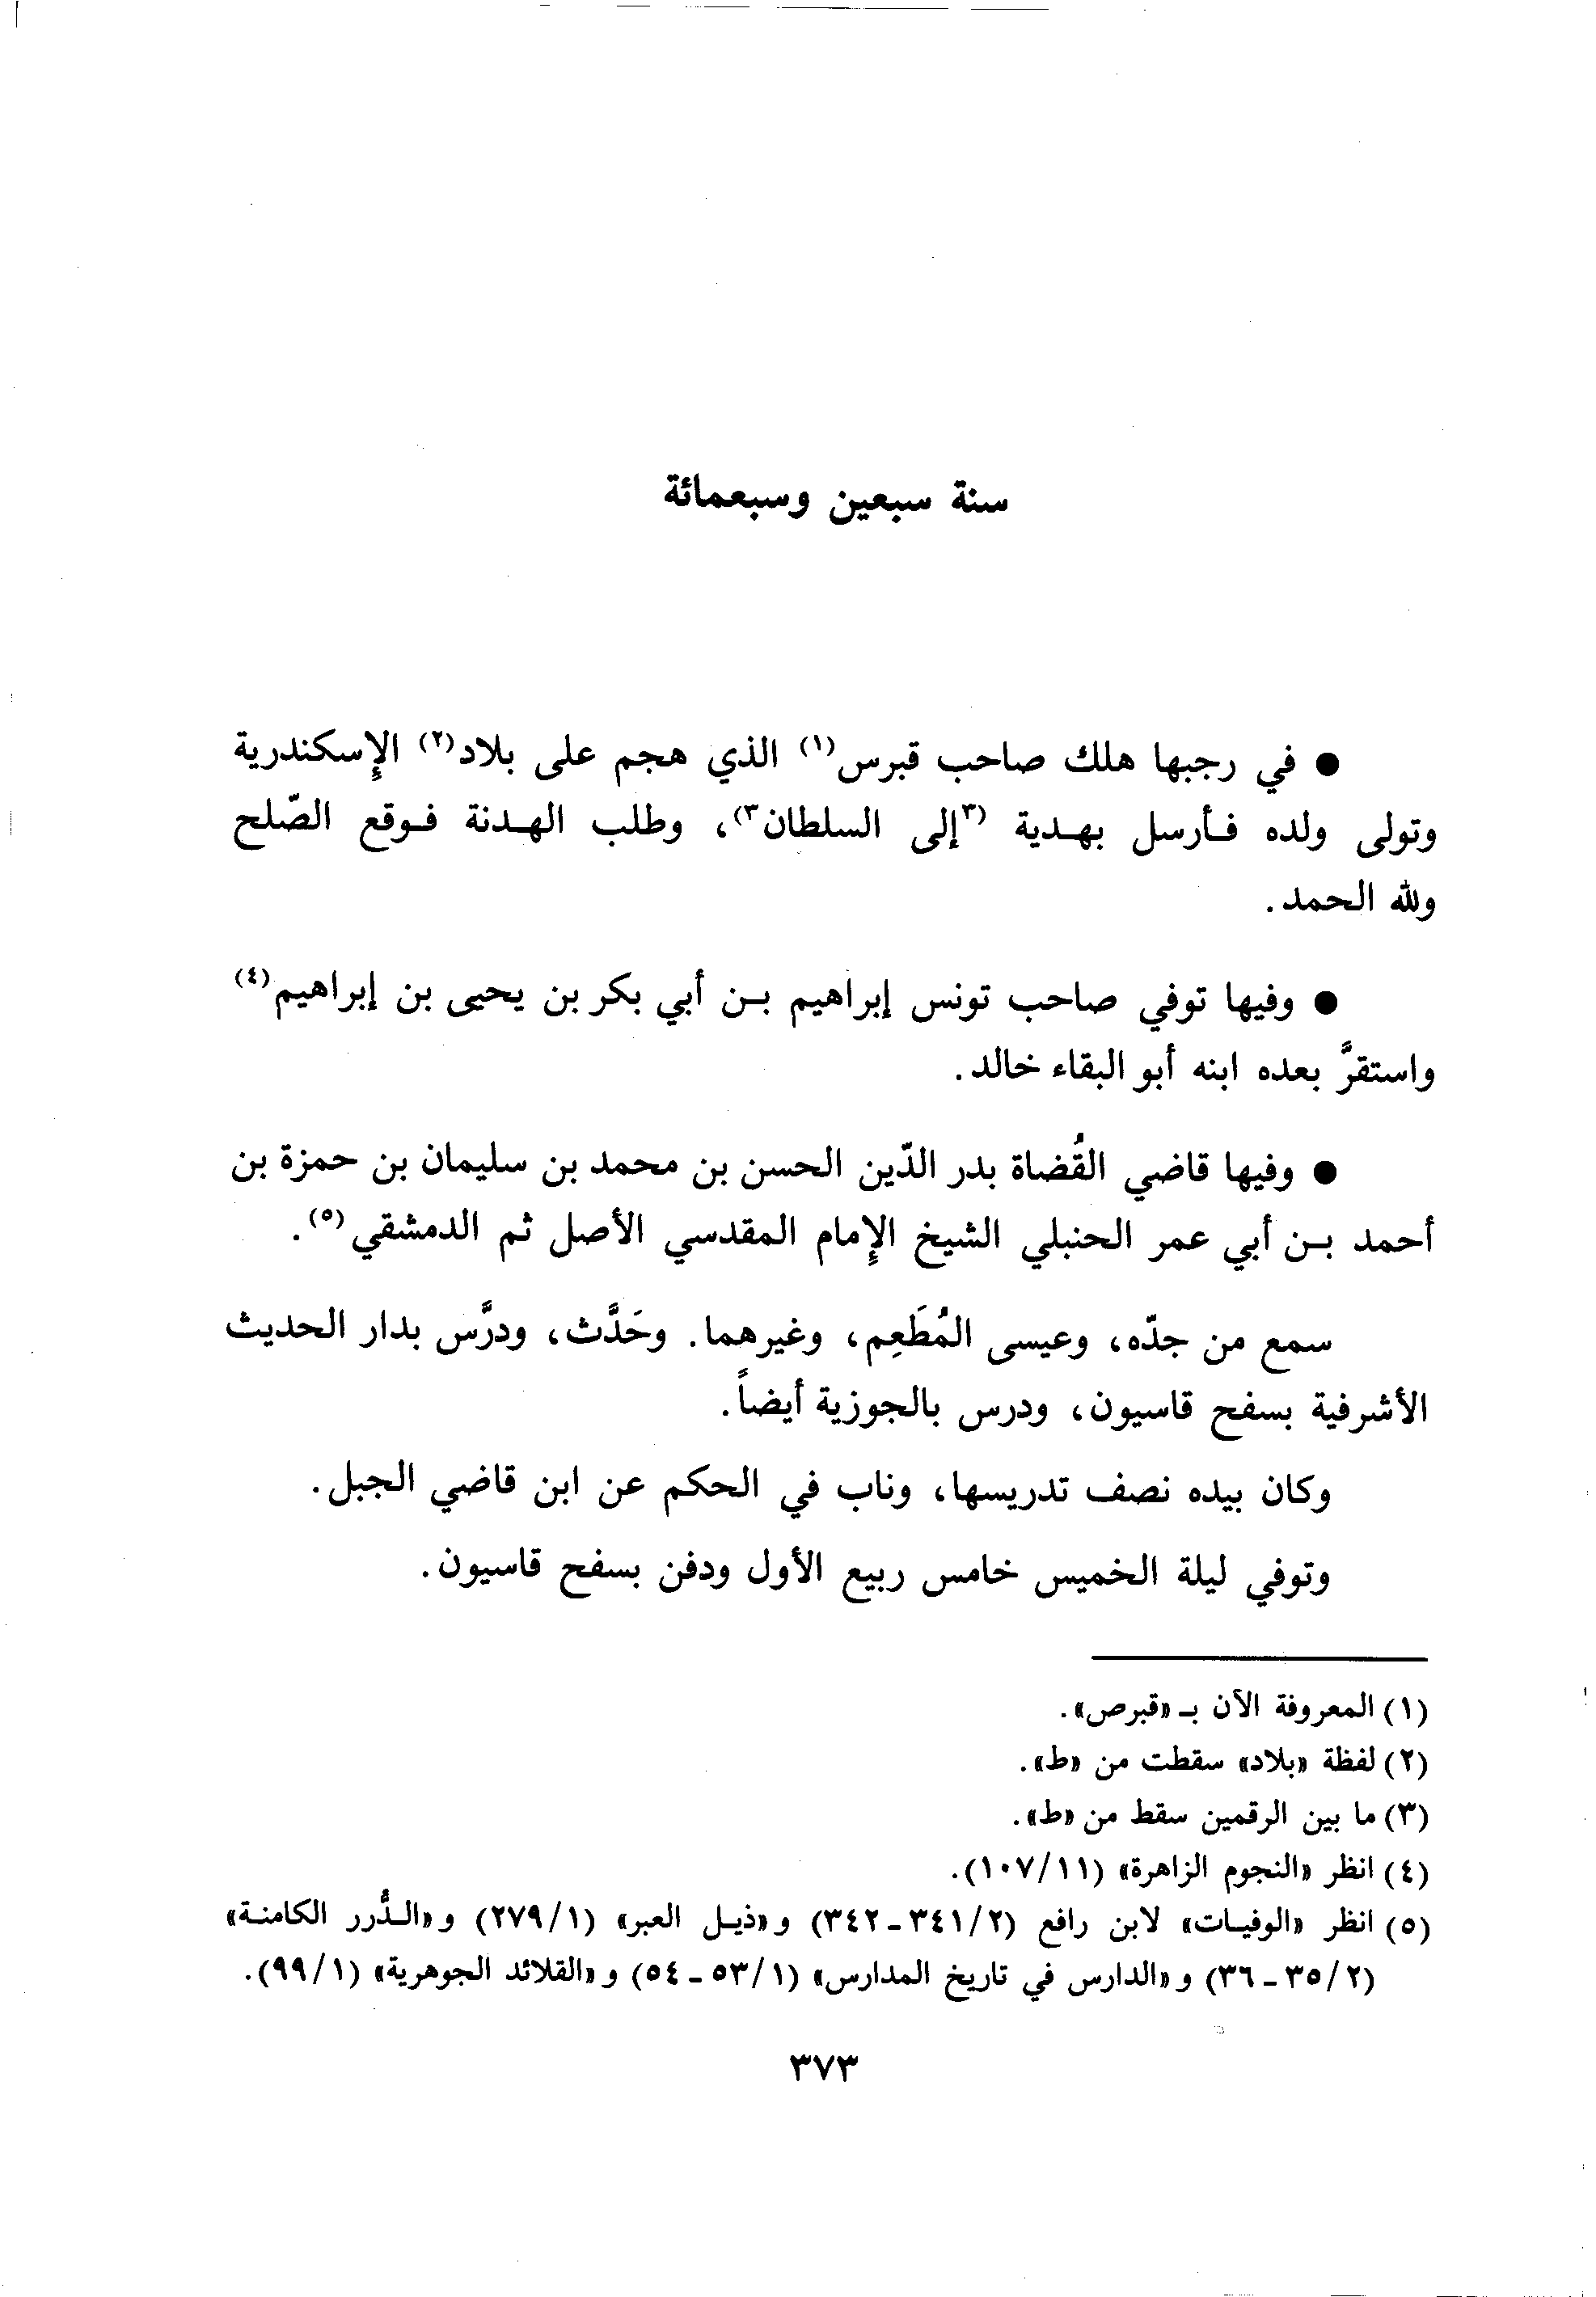 سنة سبعين وسبعمائة
● في رجبها هلك صاحب قبرس(١) الذي هجم على بلاد(٢) الإسكندرية
وتولى ولده فأرسل بهدية (٣إلى السلطان٣)، وطلب الهدنة فوقع الصّلح
ولله الحمد.
● وفيها توفي صاحب تونس إبراهيم بن أبي بكر بن يحيى بن إبراهيم(٤)
واستقرَّ بعده ابنه أبو البقاء خالد.
● وفيها قاضي القُضاة بدر الدّين الحسن بن محمد بن سليمان بن حمزة بن
أحمد بن أبي عمر الحنبلي الشيخ الإمام المقدسي الأصل ثم الدمشقي(٥).
سمع من جدّه، وعيسى المُطَعِم، وغيرهما. وحَدَّث، ودرَّس بدار الحديث
الأشرفية بسفح قاسيون، ودرس بالجوزية أيضاً.
وكان بيده نصف تدريسها، وناب في الحكم عن ابن قاضي الجبل.
وتوفي ليلة الخميس خامس ربيع الأول ودفن بسفح قاسيون.
(١) المعروفة الآن بـ «قبرص».
(٢) لفظة «بلاد» سقطت من «ط».
(٣) ما بين الرقمين سقط من «ط».
(٤) انظر «النجوم الزاهرة» (١١/١٠٧).
(٥) انظر «الوفيات» لابن رافع (٢/٣٤١-٣٤٢) و«ذيل العبر» (١/٢٧٩) و«الدُّرر الكامنة»
(٢/٣٥-٣٦) و«الدارس في تاريخ المدارس» (١/٥٣-٥٤) و«القلائد الجوهرية» (١/٩٩).
٣٧٣